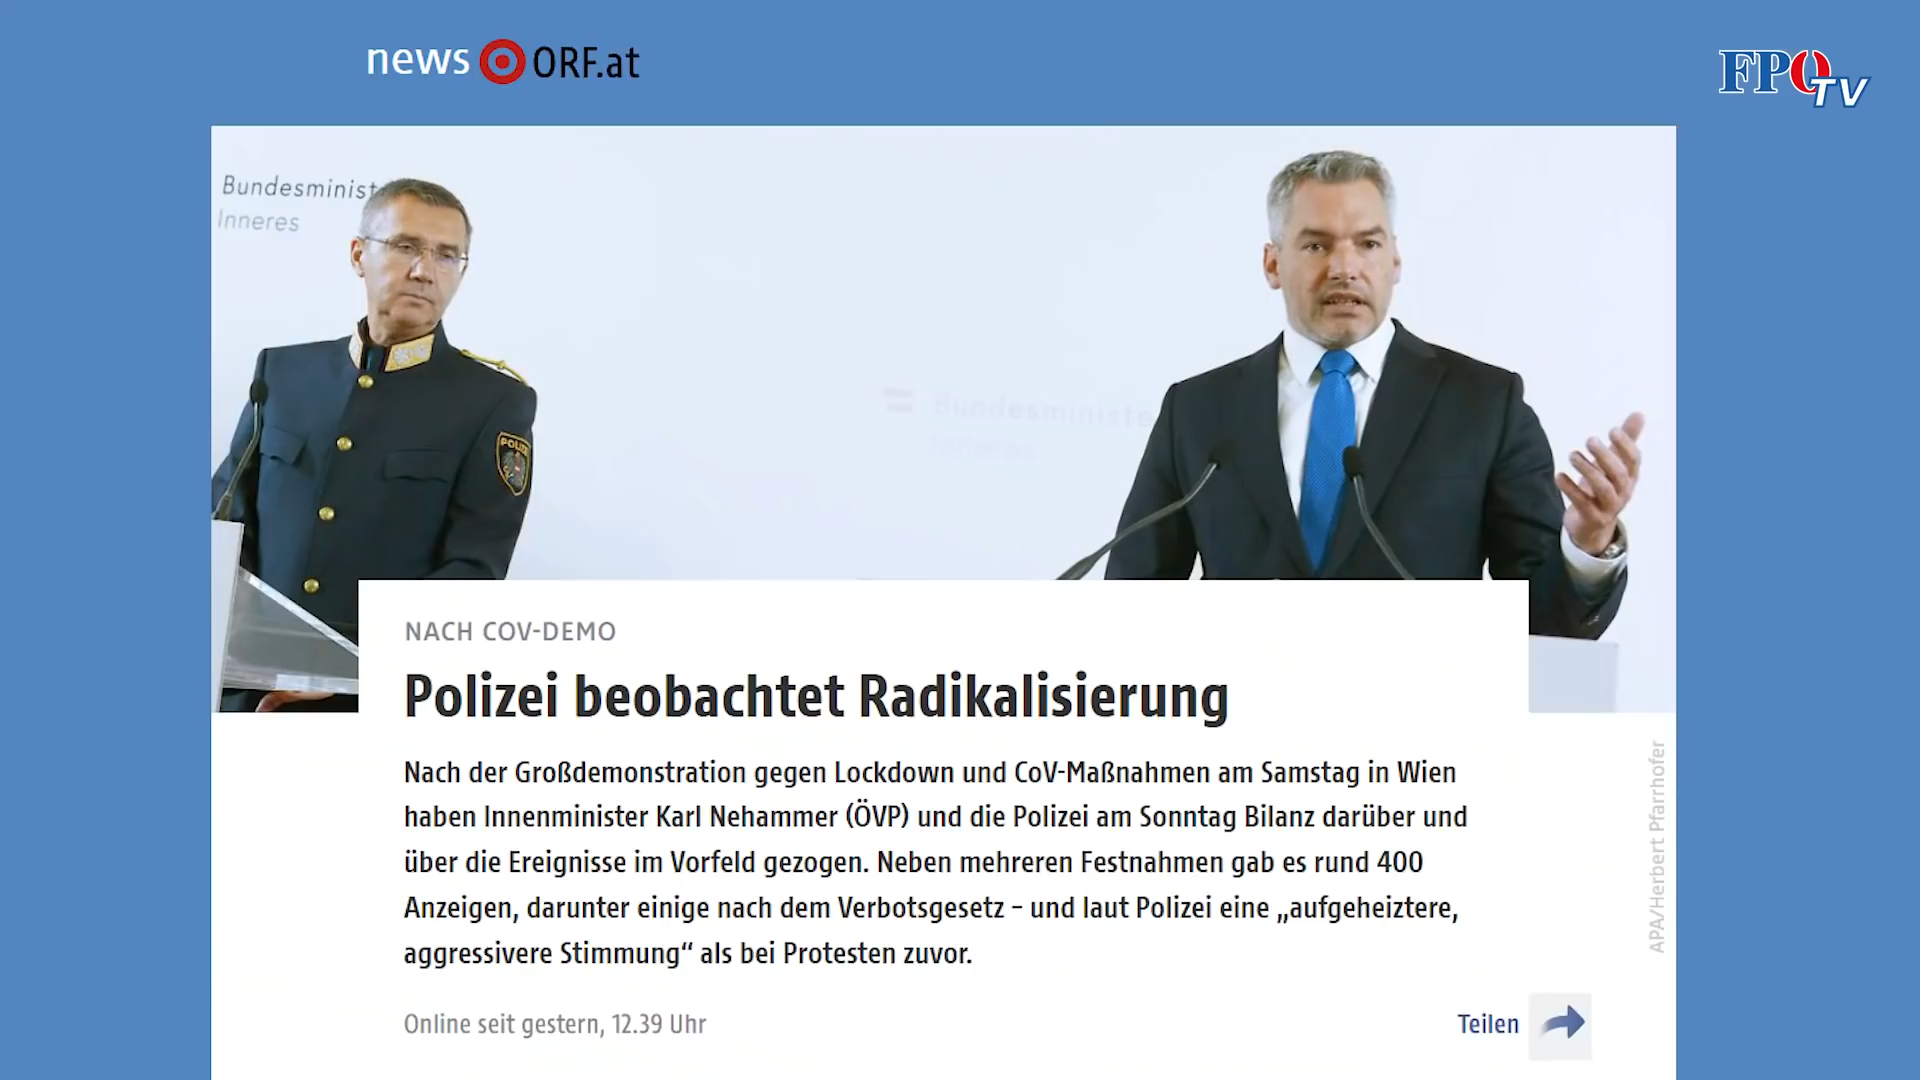 news ORF.at
FPÖ TV
Bundesminist
Inneres
Bundesministe
Inneres
POLIZEI
NACH COV-DEMO
Polizei beobachtet Radikalisierung
Nach der Großdemonstration gegen Lockdown und CoV-Maßnahmen am Samstag in Wien
haben Innenminister Karl Nehammer (ÖVP) und die Polizei am Sonntag Bilanz darüber und
über die Ereignisse im Vorfeld gezogen. Neben mehreren Festnahmen gab es rund 400
Anzeigen, darunter einige nach dem Verbotsgesetz – und laut Polizei eine „aufgeheiztere,
aggressivere Stimmung“ als bei Protesten zuvor.
APA/Herbert Pfarrhofer
Online seit gestern, 12.39 Uhr
Teilen